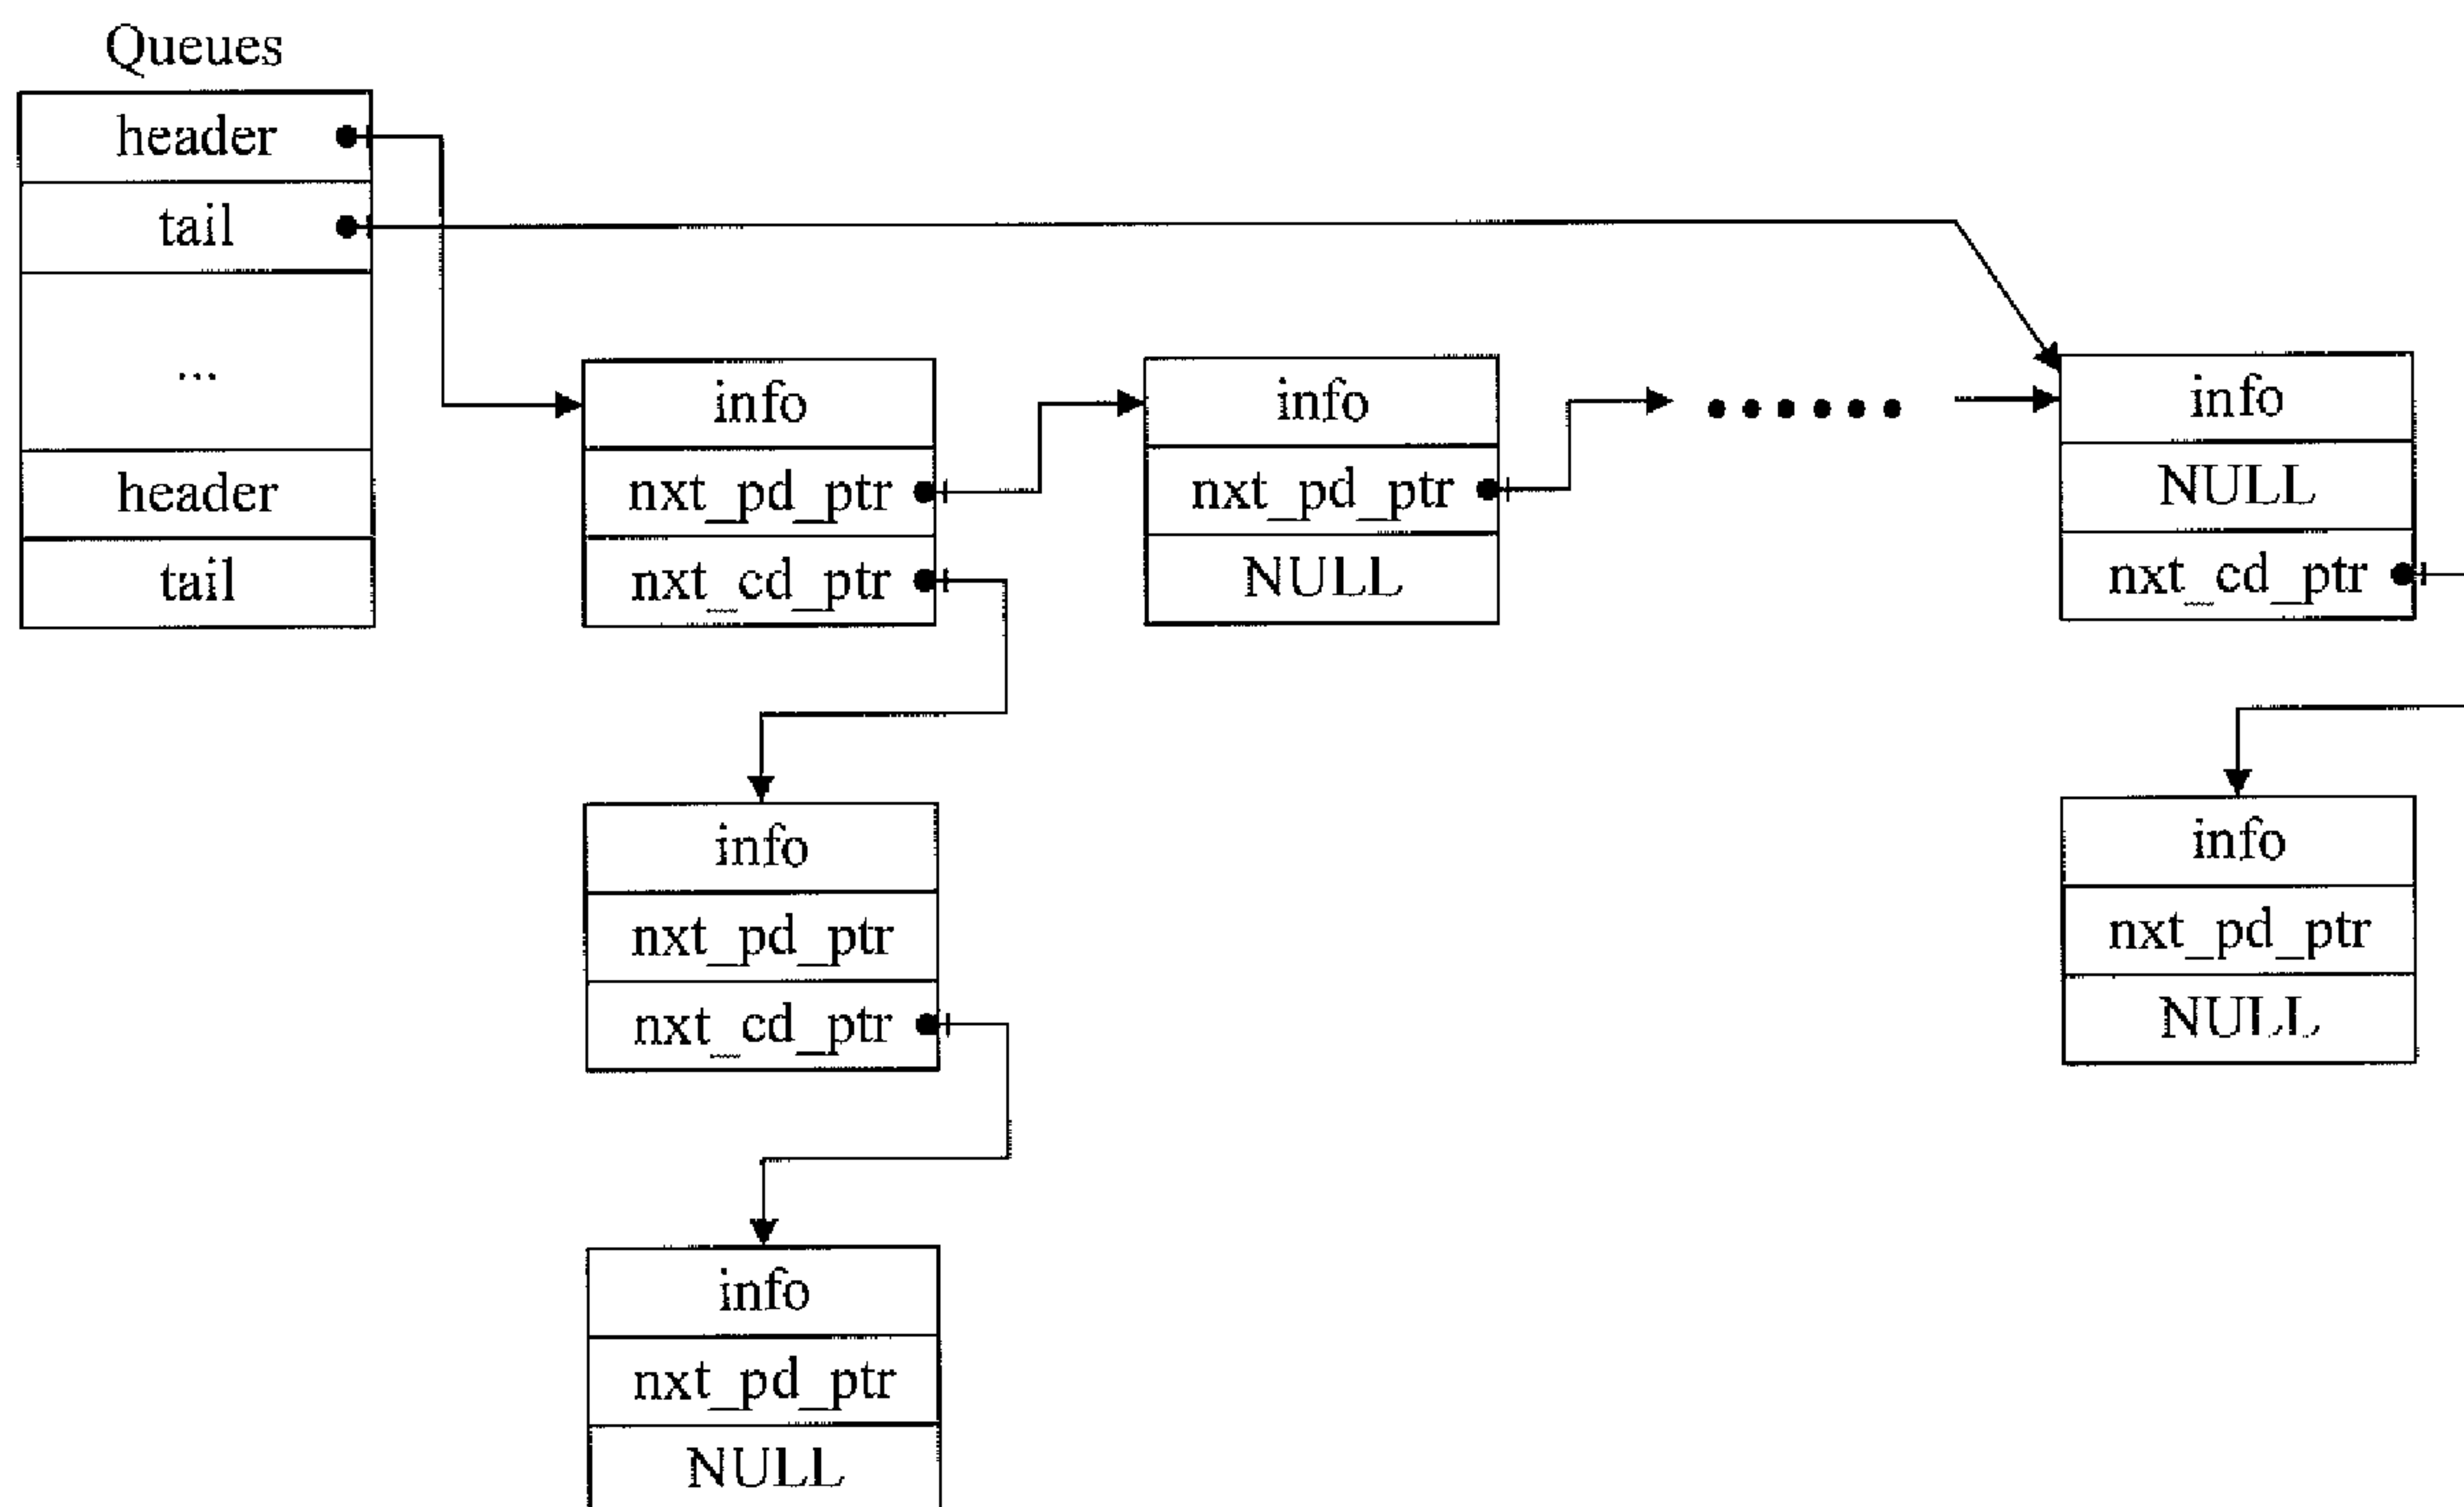 Queues
header
tail
...
header
tail
info
nxt_pd_ptr
nxt_cd_ptr
info
nxt_pd_ptr
NULL
......
info
NULL
nxt_cd_ptr
info
nxt_pd_ptr
nxt_cd_ptr
info
nxt_pd_ptr
NULL
info
nxt_pd_ptr
NULL